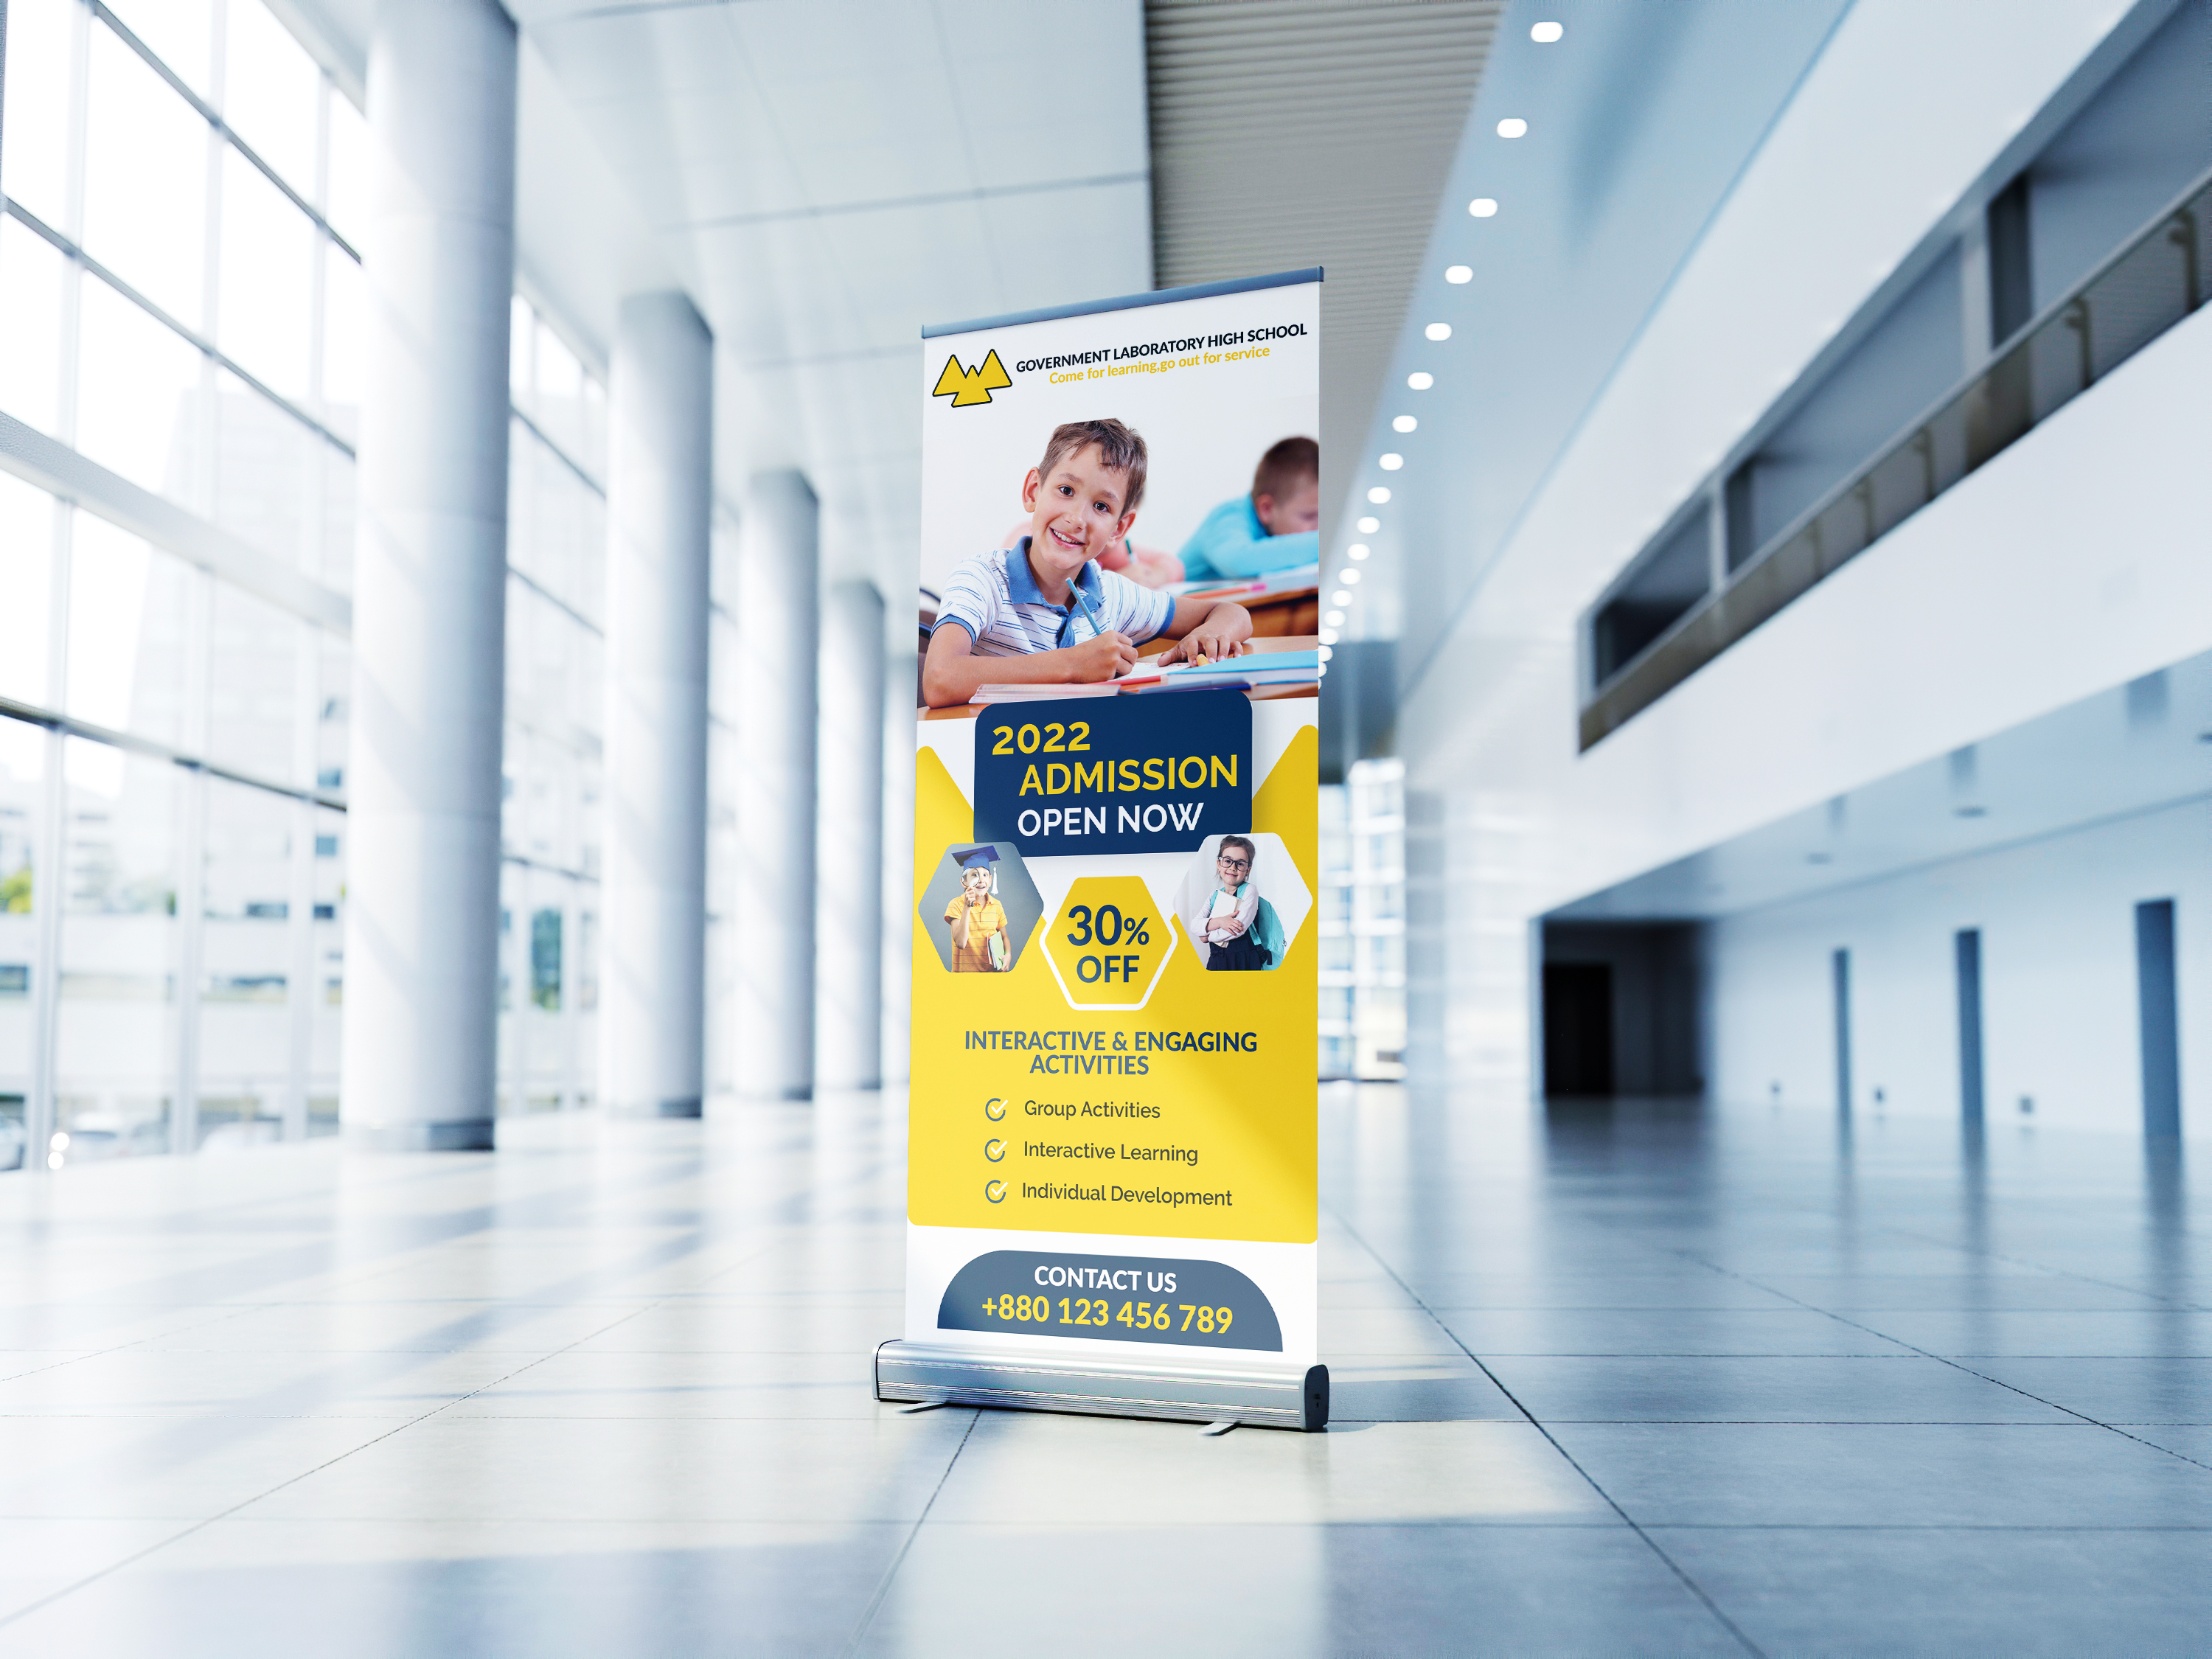 GOVERNMENT LABORATORY HIGH SCHOOL
Come for learning,go out for service
2022
ADMISSION
OPEN NOW
30%
OFF
INTERACTIVE & ENGAGING
ACTIVITIES
Group Activities
Interactive Learning
Individual Development
CONTACT US
+880 123 456 789